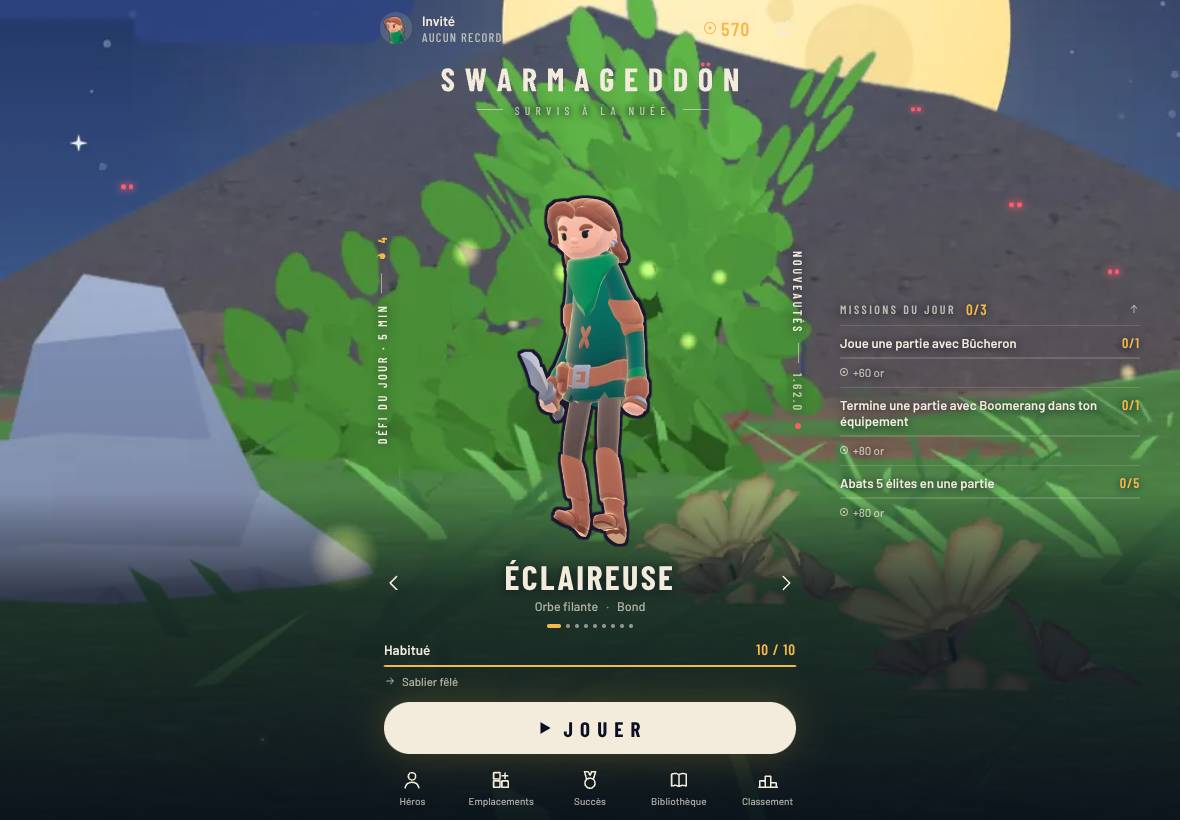 Invité
AUCUN RECORD
570
SWARMAGEDDÖN
SURVIS À LA NUÉE
DÉFI DU JOUR · 5 MIN — 4
NOUVEAUTÉS — 1.62.0
MISSIONS DU JOUR 0/3
Joue une partie avec Bûcheron 0/1
+60 or
Termine une partie avec Boomerang dans ton 0/1
équipement
+80 or
Abats 5 élites en une partie 0/5
+80 or
ÉCLAIREUSE
Orbe filante · Bond
Habitué 10 / 10
Sablier fêlé
JOUER
Héros Emplacements Succès Bibliothèque Classement